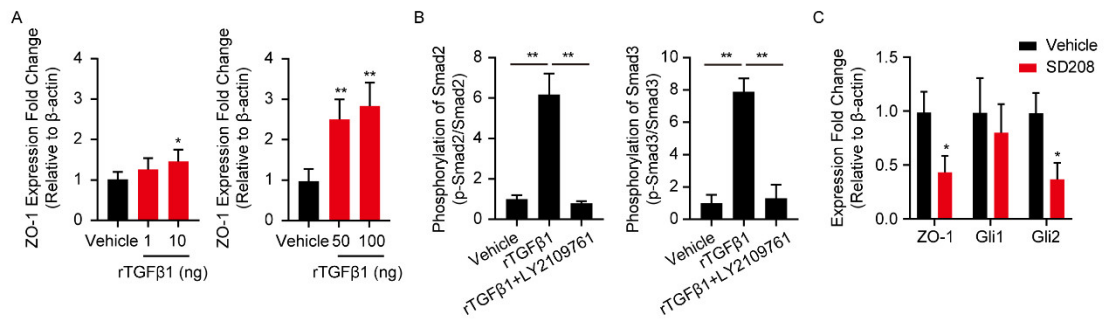 A
ZO-1 Expression Fold Change
(Relative to β-actin)
4
3
2
1
0
*
Vehicle 1 10
rTGFβ1 (ng)
ZO-1 Expression Fold Change
(Relative to β-actin)
4
3
2
1
0
**
**
Vehicle 50 100
rTGFβ1 (ng)
B
Phosphorylation of Smad2
(p-Smad2/Smad2)
8
6
4
2
0
** **
Vehicle
rTGFβ1
rTGFβ1+LY2109761
Phosphorylation of Smad3
(p-Smad3/Smad3)
10
8
6
4
2
0
** **
Vehicle
rTGFβ1
rTGFβ1+LY2109761
C
Expression Fold Change
(Relative to β-actin)
1.5
1.0
0.5
0.0
Vehicle
SD208
*
*
ZO-1 Gli1 Gli2